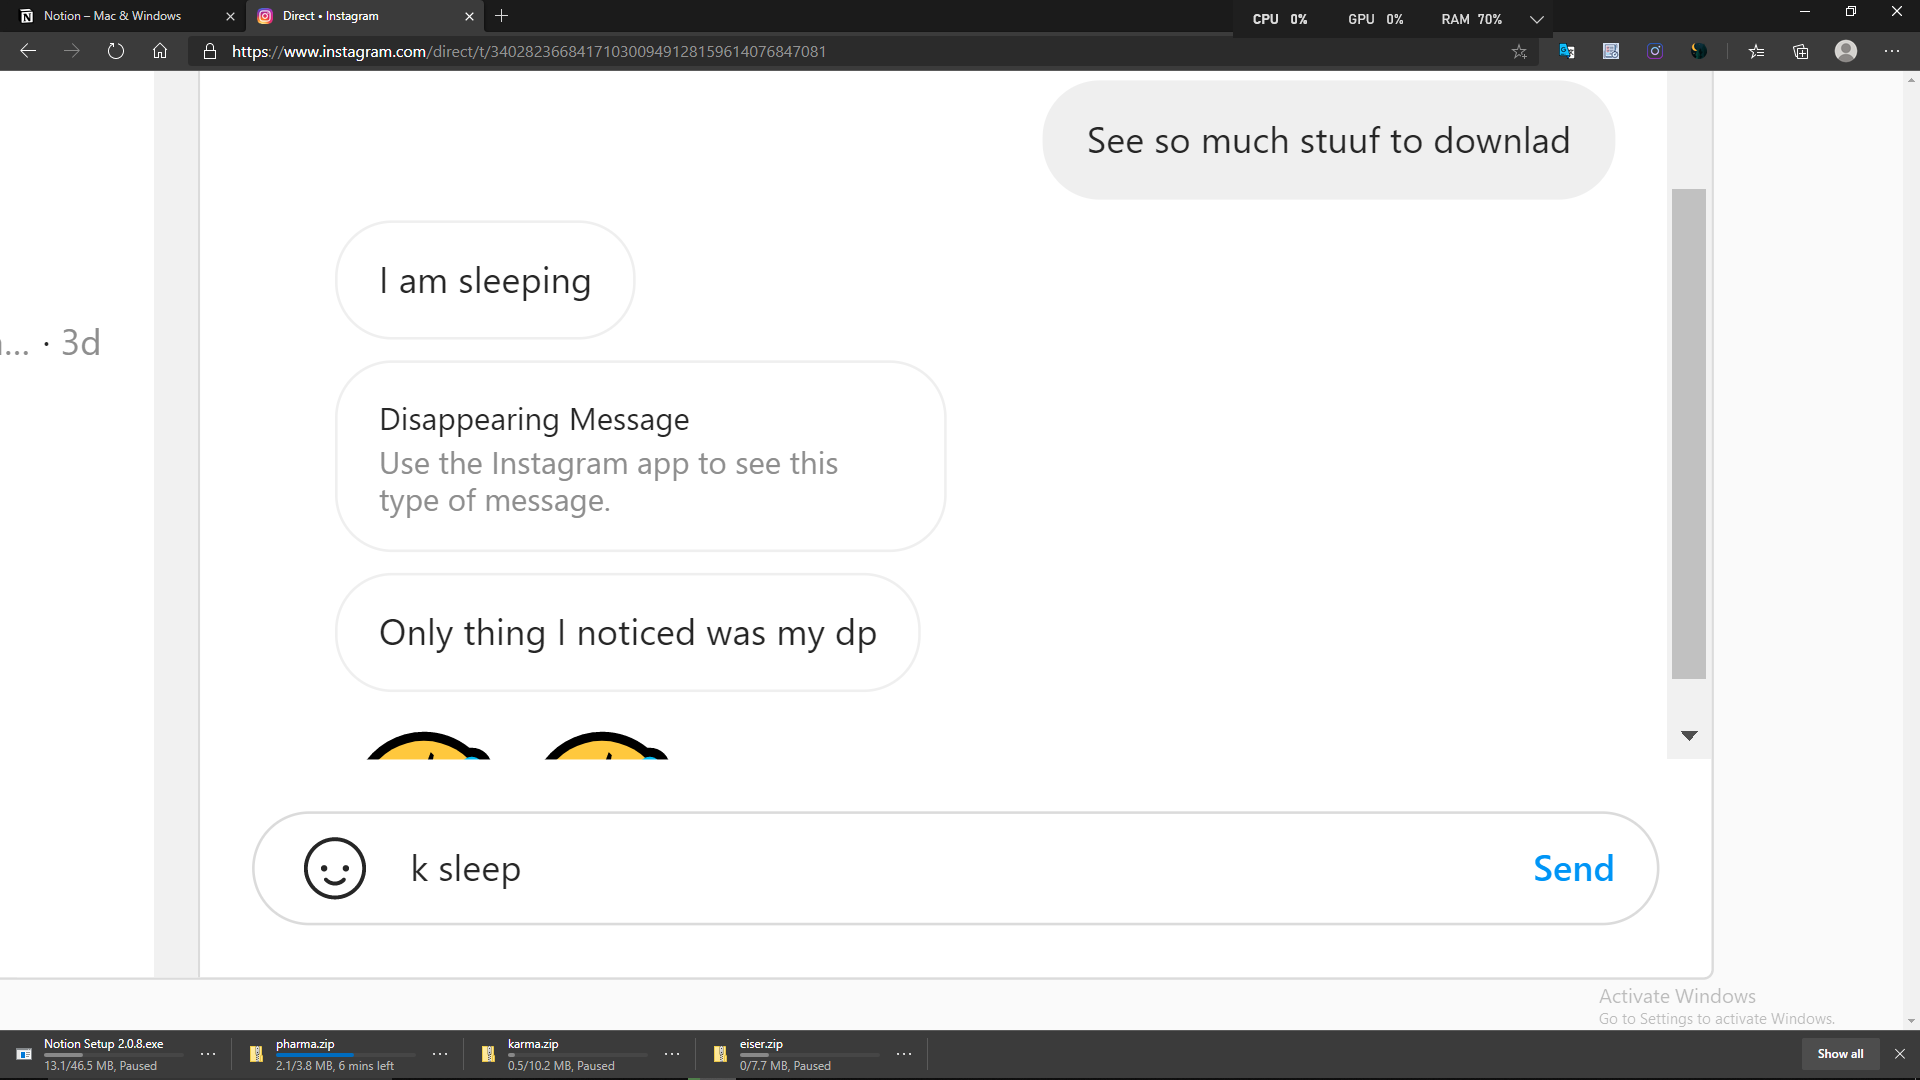 Notion – Mac & Windows
Direct • Instagram
CPU 0% GPU 0% RAM 70%
https://www.instagram.com/direct/t/340282366841710300949128159614076847081
See so much stuuf to downlad
I am sleeping
... · 3d
Disappearing Message
Use the Instagram app to see this
type of message.
Only thing I noticed was my dp
k sleep
Send
Activate Windows
Go to Settings to activate Windows.
Notion Setup 2.0.8.exe
13.1/46.5 MB, Paused
pharma.zip
2.1/3.8 MB, 6 mins left
karma.zip
0.5/10.2 MB, Paused
eiser.zip
0/7.7 MB, Paused
Show all